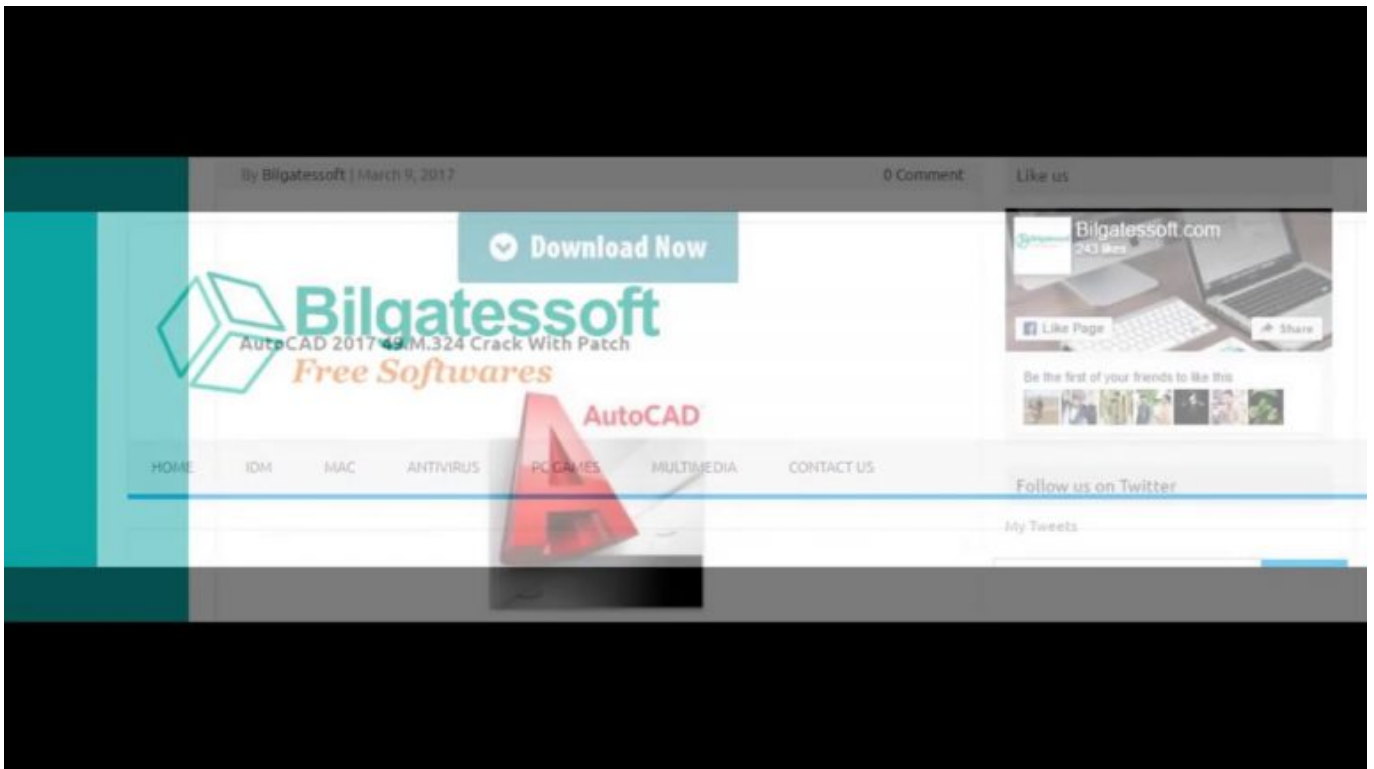 By Bilgatessoft | March 9, 2017
0 Comment
Like us
Download Now
Bilgatessoft.com
243 likes
Bilgatessoft
AutoCAD 2017 49.M.324 Crack With Patch
Free Softwares
Like Page
Share
Be the first of your friends to like this
AutoCAD
HOME IDM MAC ANTIVIRUS PC GAMES MULTIMEDIA CONTACT US
Follow us on Twitter
My Tweets